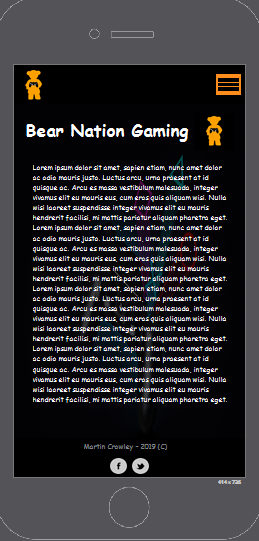 Bear Nation Gaming
Lorem ipsum dolor sit amet, sapien etiam, nunc amet dolor
ac odio mauris justo. Luctus arcu, urna praesent at id
quisque ac. Arcu es massa vestibulum malesuada, integer
vivamus elit eu mauris eus, cum eros quis aliquam wisi. Nulla
wisi laoreet suspendisse integer vivamus elit eu mauris
hendrerit facilisi, mi mattis pariatur aliquam pharetra eget.
Lorem ipsum dolor sit amet, sapien etiam, nunc amet dolor
ac odio mauris justo. Luctus arcu, urna praesent at id
quisque ac. Arcu es massa vestibulum malesuada, integer
vivamus elit eu mauris eus, cum eros quis aliquam wisi. Nulla
wisi laoreet suspendisse integer vivamus elit eu mauris
hendrerit facilisi, mi mattis pariatur aliquam pharetra eget.
Lorem ipsum dolor sit amet, sapien etiam, nunc amet dolor
ac odio mauris justo. Luctus arcu, urna praesent at id
quisque ac. Arcu es massa vestibulum malesuada, integer
vivamus elit eu mauris eus, cum eros quis aliquam wisi. Nulla
wisi laoreet suspendisse integer vivamus elit eu mauris
hendrerit facilisi, mi mattis pariatur aliquam pharetra eget.
Lorem ipsum dolor sit amet, sapien etiam, nunc amet dolor
ac odio mauris justo. Luctus arcu, urna praesent at id
quisque ac. Arcu es massa vestibulum malesuada, integer
vivamus elit eu mauris eus, cum eros quis aliquam wisi. Nulla
wisi laoreet suspendisse integer vivamus elit eu mauris
hendrerit facilisi, mi mattis pariatur aliquam pharetra eget.
Martin Crowley - 2019 (C)
414 x 736